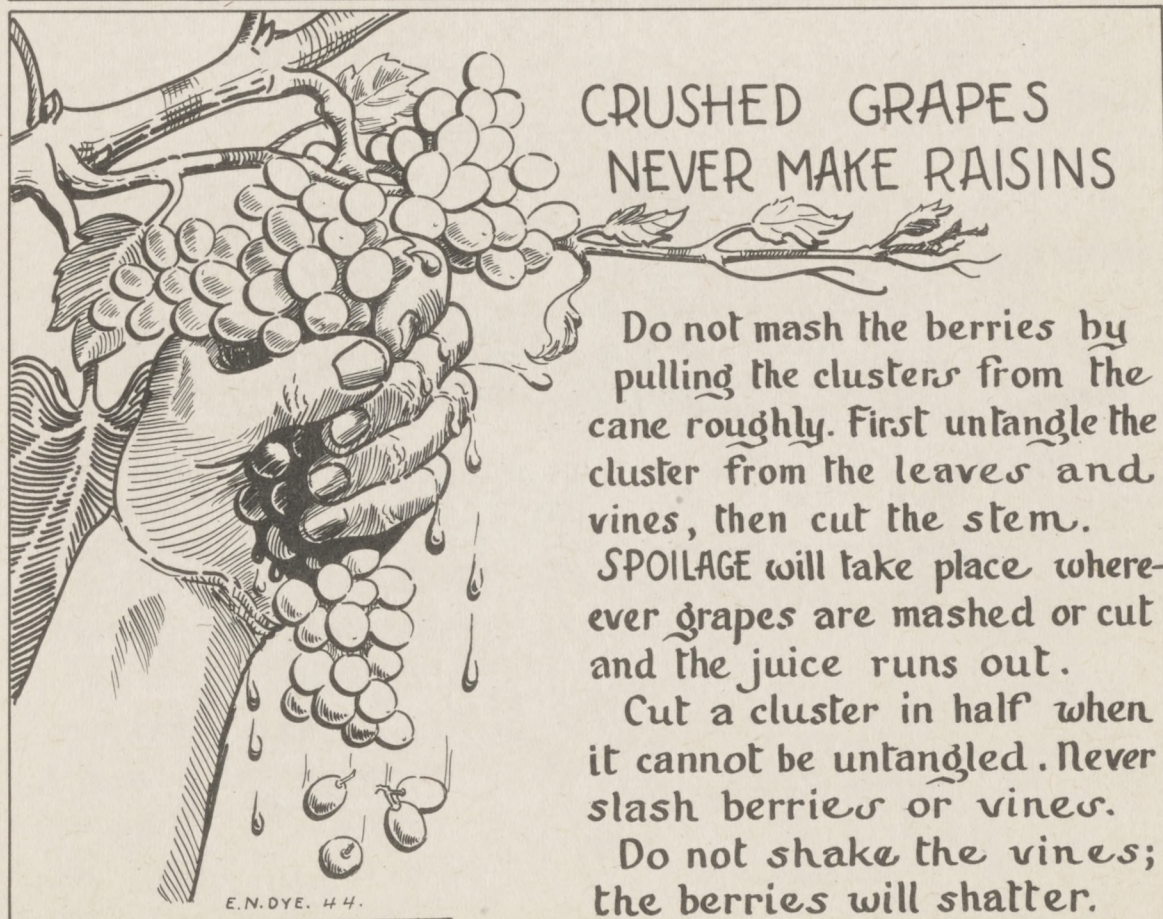 CRUSHED GRAPES
NEVER MAKE RAISINS
Do not mash the berries by
pulling the clusters from the
cane roughly. First untangle the
cluster from the leaves and
vines, then cut the stem.
SPOILAGE will take place where-
ever grapes are mashed or cut
and the juice runs out.
Cut a cluster in half when
it cannot be untangled. Never
slash berries or vines.
Do not shake the vines;
the berries will shatter.
E.N.DYE. 44.